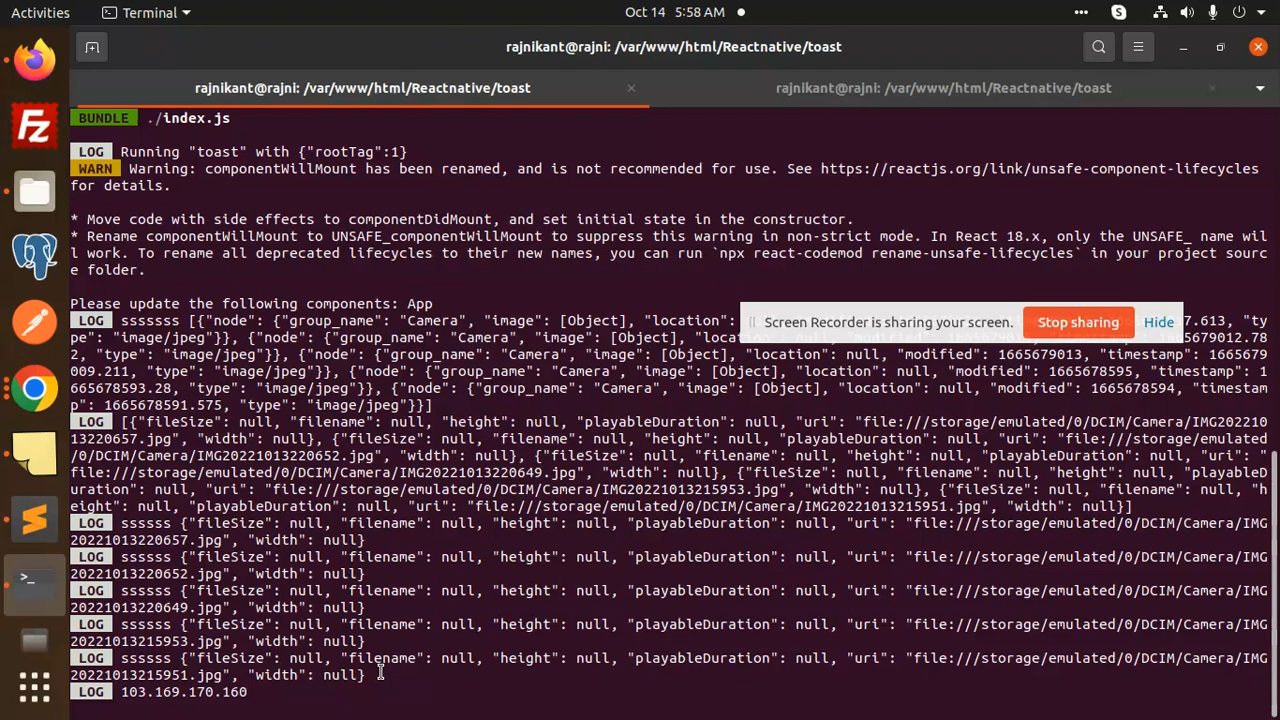 Activities Terminal Oct 14 5:58 AM
rajnikant@rajni: /var/www/html/Reactnative/toast
rajnikant@rajni: /var/www/html/Reactnative/toast rajnikant@rajni: /var/www/html/Reactnative/toast
BUNDLE ./index.js
LOG Running "toast" with {"rootTag":1}
WARN Warning: componentWillMount has been renamed, and is not recommended for use. See https://reactjs.org/link/unsafe-component-lifecycles
for details.
* Move code with side effects to componentDidMount, and set initial state in the constructor.
* Rename componentWillMount to UNSAFE_componentWillMount to suppress this warning in non-strict mode. In React 18.x, only the UNSAFE_ name wil
l work. To rename all deprecated lifecycles to their new names, you can run `npx react-codemod rename-unsafe-lifecycles` in your project sourc
e folder.
Please update the following components: App
LOG sssssss [{"node": {"group_name": "Camera", "image": [Object], "location": 7.613, "ty
Screen Recorder is sharing your screen. Stop sharing Hide
pe": "image/jpeg"}}, {"node": {"group_name": "Camera", "image": [Object], "location": null, "modified": 1665679012.78
2, "type": "image/jpeg"}}, {"node": {"group_name": "Camera", "image": [Object], "location": null, "modified": 1665679013, "timestamp": 1665679
009.211, "type": "image/jpeg"}}, {"node": {"group_name": "Camera", "image": [Object], "location": null, "modified": 1665678595, "timestamp": 1
665678593.28, "type": "image/jpeg"}}, {"node": {"group_name": "Camera", "image": [Object], "location": null, "modified": 1665678594, "timestam
p": 1665678591.575, "type": "image/jpeg"}}]
LOG [{"fileSize": null, "filename": null, "height": null, "playableDuration": null, "uri": "file:///storage/emulated/0/DCIM/Camera/IMG202210
13220657.jpg", "width": null}, {"fileSize": null, "filename": null, "height": null, "playableDuration": null, "uri": "file:///storage/emulated
/0/DCIM/Camera/IMG20221013220652.jpg", "width": null}, {"fileSize": null, "filename": null, "height": null, "playableDuration": null, "uri": "
file:///storage/emulated/0/DCIM/Camera/IMG20221013220649.jpg", "width": null}, {"fileSize": null, "filename": null, "height": null, "playableD
uration": null, "uri": "file:///storage/emulated/0/DCIM/Camera/IMG20221013215953.jpg", "width": null}, {"fileSize": null, "filename": null, "h
eight": null, "playableDuration": null, "uri": "file:///storage/emulated/0/DCIM/Camera/IMG20221013215951.jpg", "width": null}]
LOG ssssss {"fileSize": null, "filename": null, "height": null, "playableDuration": null, "uri": "file:///storage/emulated/0/DCIM/Camera/IMG
20221013220657.jpg", "width": null}
LOG ssssss {"fileSize": null, "filename": null, "height": null, "playableDuration": null, "uri": "file:///storage/emulated/0/DCIM/Camera/IMG
20221013220652.jpg", "width": null}
LOG ssssss {"fileSize": null, "filename": null, "height": null, "playableDuration": null, "uri": "file:///storage/emulated/0/DCIM/Camera/IMG
20221013220649.jpg", "width": null}
LOG ssssss {"fileSize": null, "filename": null, "height": null, "playableDuration": null, "uri": "file:///storage/emulated/0/DCIM/Camera/IMG
20221013215953.jpg", "width": null}
LOG ssssss {"fileSize": null, "filename": null, "height": null, "playableDuration": null, "uri": "file:///storage/emulated/0/DCIM/Camera/IMG
20221013215951.jpg", "width": null}
LOG 103.169.170.160